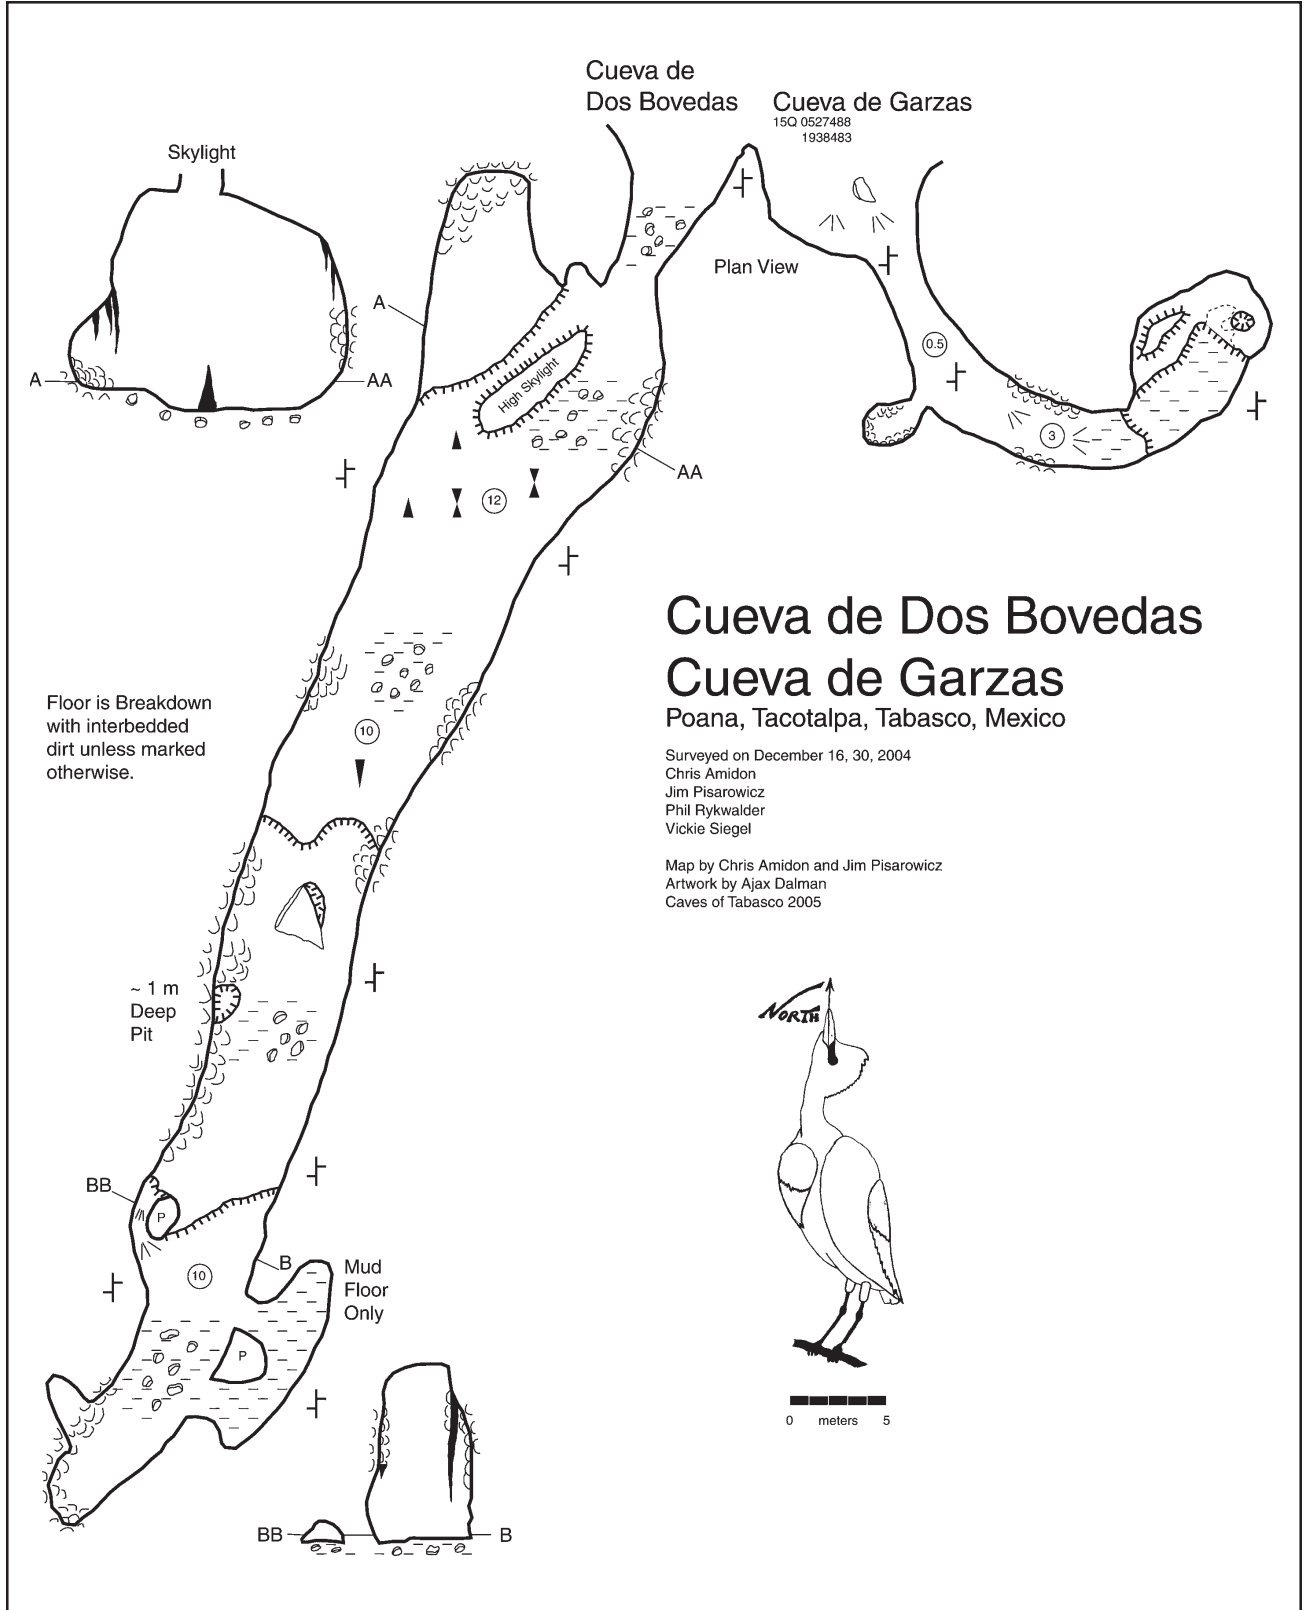 Cueva de
Dos Bovedas
Cueva de Garzas
15Q 0527488
1938483
Skylight
Plan View
A
A
AA
0.5
High Skylight
3
AA
12
Cueva de Dos Bovedas
Cueva de Garzas
Poana, Tacotalpa, Tabasco, Mexico
Floor is Breakdown
with interbedded
dirt unless marked
otherwise.
10
Surveyed on December 16, 30, 2004
Chris Amidon
Jim Pisarowicz
Phil Rykwalder
Vickie Siegel
Map by Chris Amidon and Jim Pisarowicz
Artwork by Ajax Dalman
Caves of Tabasco 2005
~ 1 m
Deep
Pit
NORTH
BB
P
B
10
Mud
Floor
Only
P
0 meters 5
BB
B